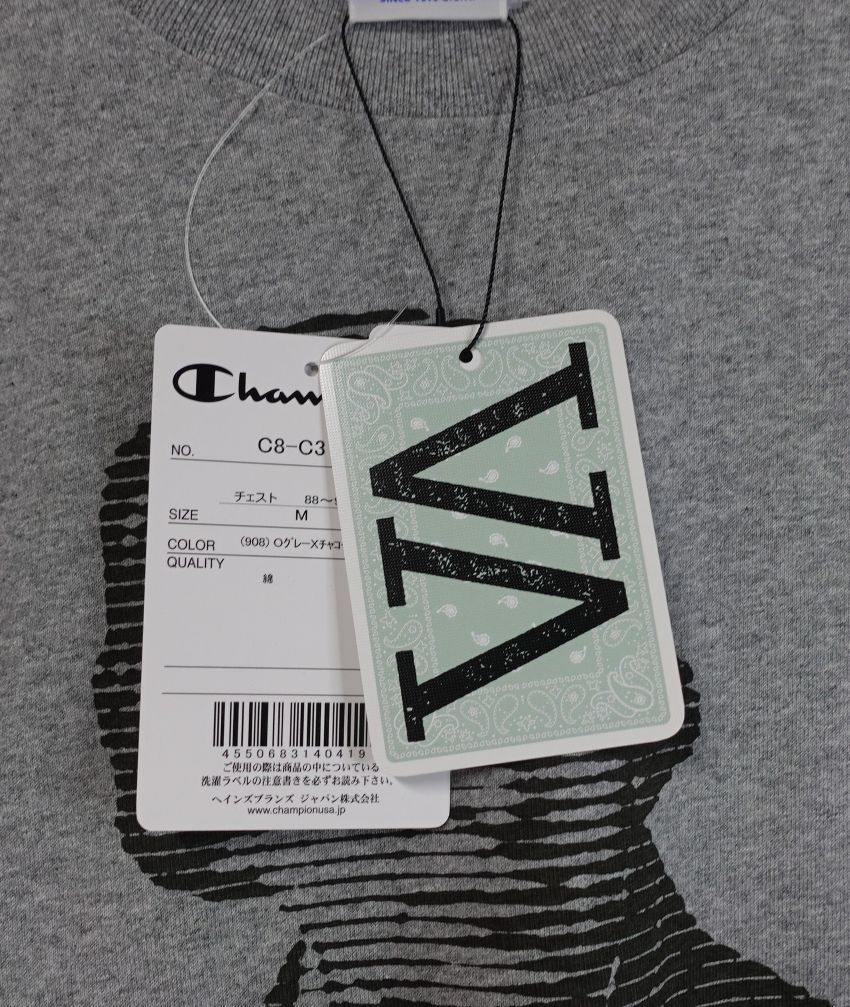 Cham
NO. C8-C3
チェスト 88～
SIZE M
COLOR (908) OグレーXチャコ
QUALITY
綿
4550683140419
ご使用の際は商品の中についている
洗濯ラベルの注意書きを必ずお読み下さい。
ヘインズブランズ ジャパン株式会社
www.championusa.jp